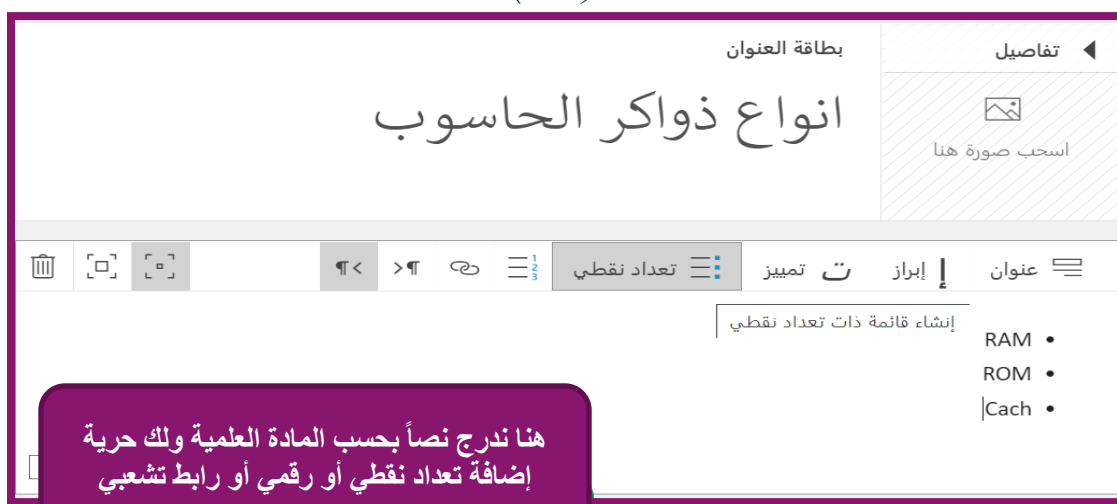 تفاصيل
اسحب صورة هنا
بطاقة العنوان
انواع ذواكر الحاسوب
عنوان إ إبراز ت تمييز تعداد نقطي
إنشاء قائمة ذات تعداد نقطي
• RAM
• ROM
• Cach
هنا ندرج نصاً بحسب المادة العلمية ولك حرية
إضافة تعداد نقطي أو رقمي أو رابط تشعبي